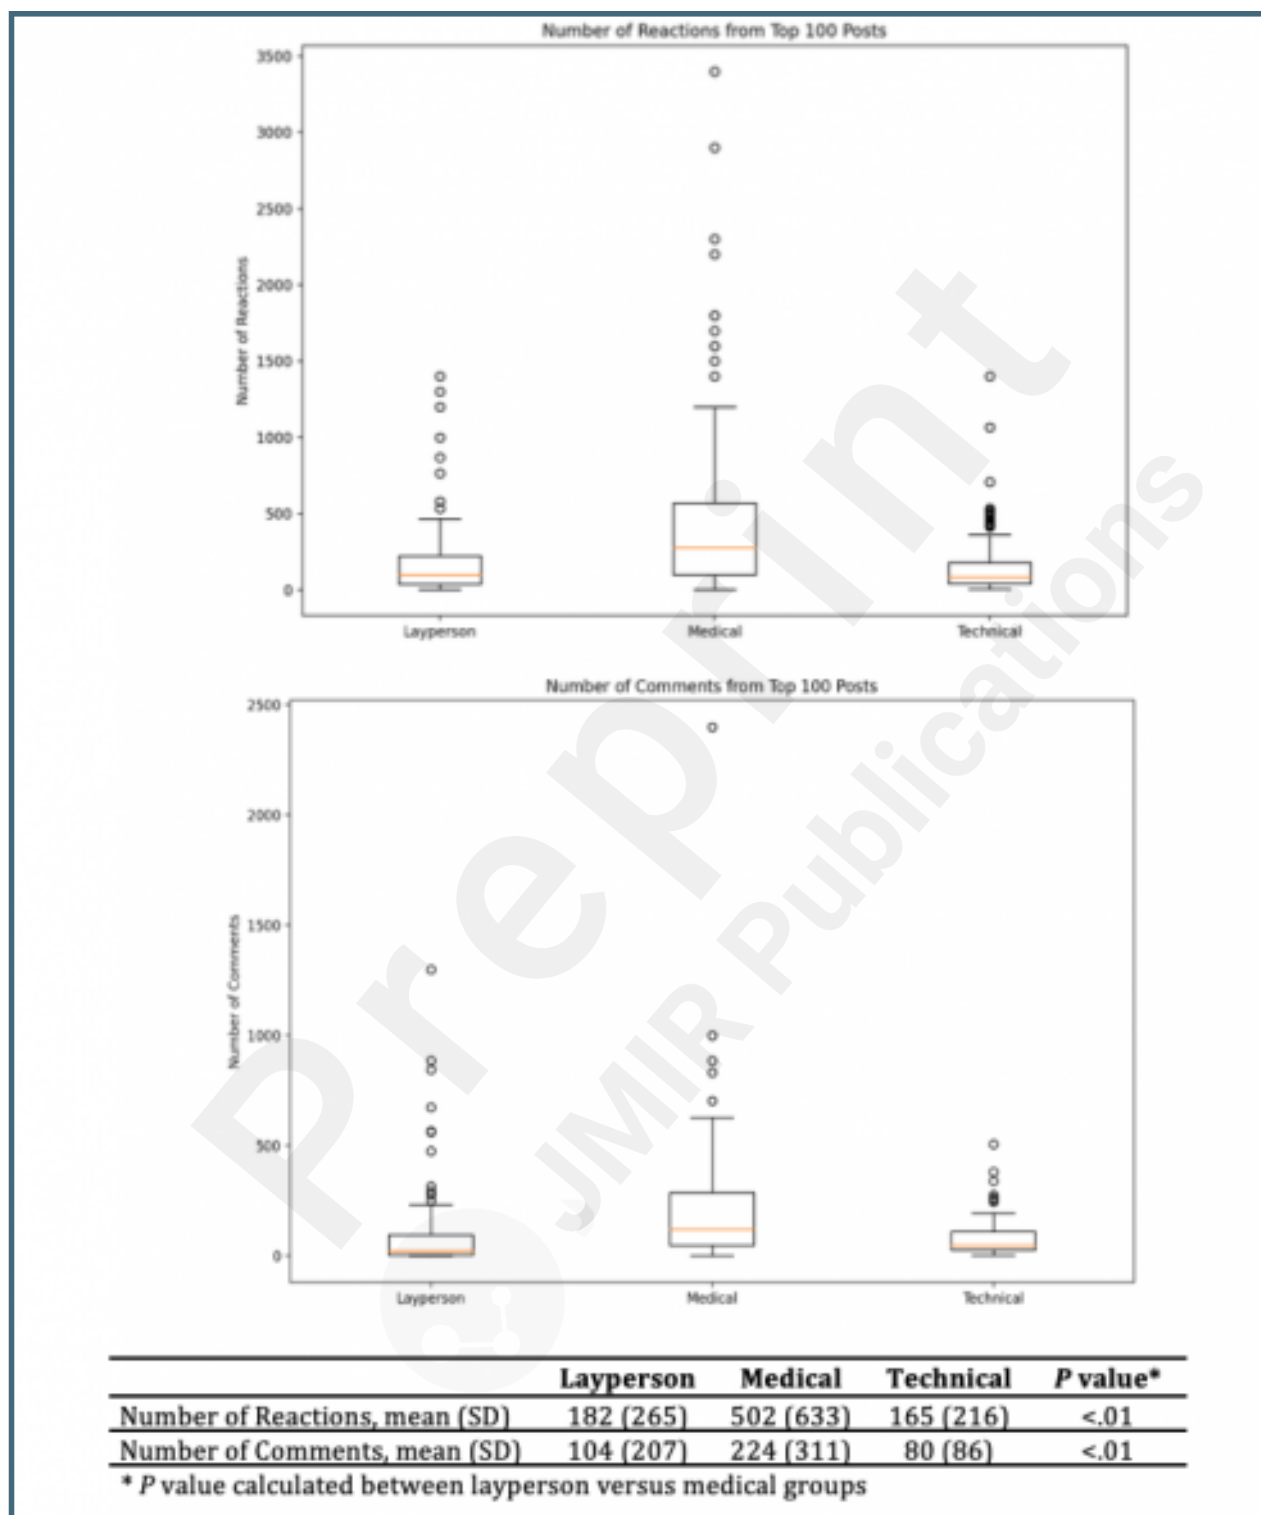 Number of Reactions from Top 100 Posts
3500
3000
2500
2000
1500
1000
500
0
Number of Reactions
Layperson Medical Technical
Number of Comments from Top 100 Posts
2500
2000
1500
1000
500
0
Number of Comments
Layperson Medical Technical
Preprint
JMIR Publications
Layperson Medical Technical P value*
Number of Reactions, mean (SD) 182 (265) 502 (633) 165 (216) <.01
Number of Comments, mean (SD) 104 (207) 224 (311) 80 (86) <.01
* P value calculated between layperson versus medical groups